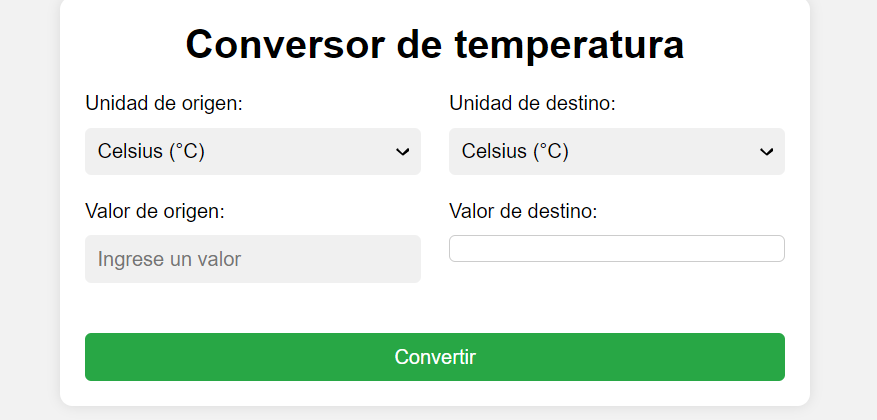 Conversor de temperatura
Unidad de origen:
Unidad de destino:
Celsius (°C)
Celsius (°C)
Valor de origen:
Valor de destino:
Ingrese un valor
Convertir